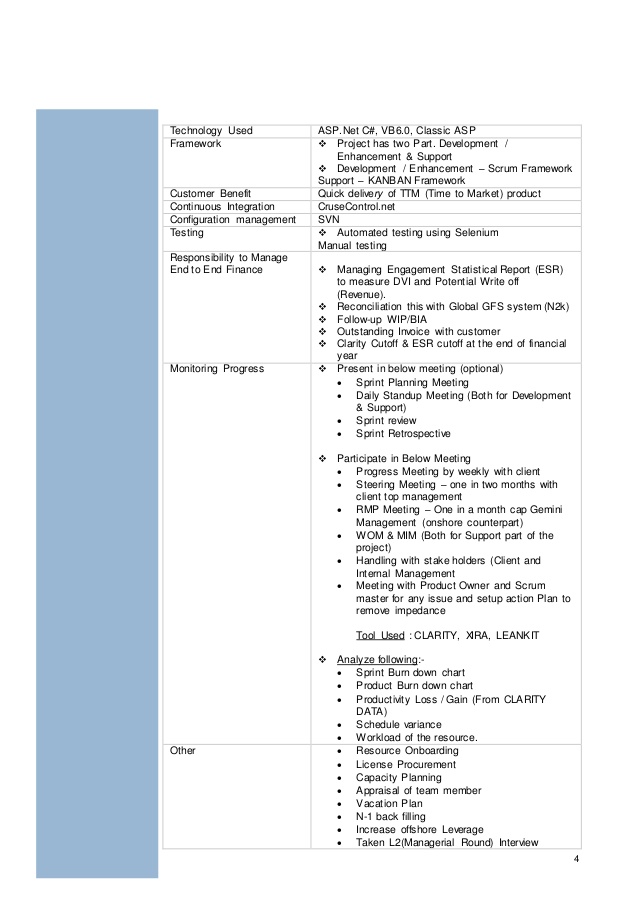 Technology Used ASP.Net C#, VB6.0, Classic ASP
Framework ❖ Project has two Part. Development /
Enhancement & Support
❖ Development / Enhancement – Scrum Framework
Support – KANBAN Framework
Customer Benefit Quick delivery of TTM (Time to Market) product
Continuous Integration CruseControl.net
Configuration management SVN
Testing ❖ Automated testing using Selenium
Manual testing
Responsibility to Manage
End to End Finance ❖ Managing Engagement Statistical Report (ESR)
to measure DVI and Potential Write off
(Revenue).
❖ Reconciliation this with Global GFS system (N2k)
❖ Follow-up WIP/BIA
❖ Outstanding Invoice with customer
❖ Clarity Cutoff & ESR cutoff at the end of financial
year
Monitoring Progress ❖ Present in below meeting (optional)
• Sprint Planning Meeting
• Daily Standup Meeting (Both for Development
& Support)
• Sprint review
• Sprint Retrospective
❖ Participate in Below Meeting
• Progress Meeting by weekly with client
• Steering Meeting – one in two months with
client top management
• RMP Meeting – One in a month cap Gemini
Management (onshore counterpart)
• WOM & MIM (Both for Support part of the
project)
• Handling with stake holders (Client and
Internal Management
• Meeting with Product Owner and Scrum
master for any issue and setup action Plan to
remove impedance
Tool Used : CLARITY, XIRA, LEANKIT
❖ Analyze following:-
• Sprint Burn down chart
• Product Burn down chart
• Productivity Loss / Gain (From CLARITY
DATA)
• Schedule variance
• Workload of the resource.
Other • Resource Onboarding
• License Procurement
• Capacity Planning
• Appraisal of team member
• Vacation Plan
• N-1 back filling
• Increase offshore Leverage
• Taken L2(Managerial Round) Interview
4